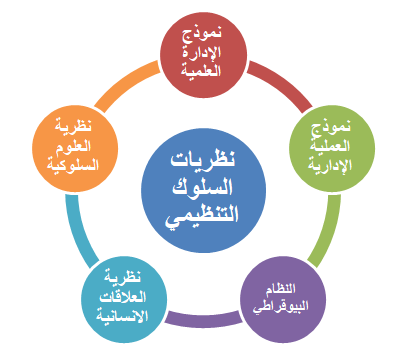 نموذج
الإدارة
العلمية
نموذج
العملية
الإدارية
النظام
البيوقراطي
نظرية
العلاقات
الانسانية
نظرية
العلوم
السلوكية
نظريات
السلوك
التنظيمي